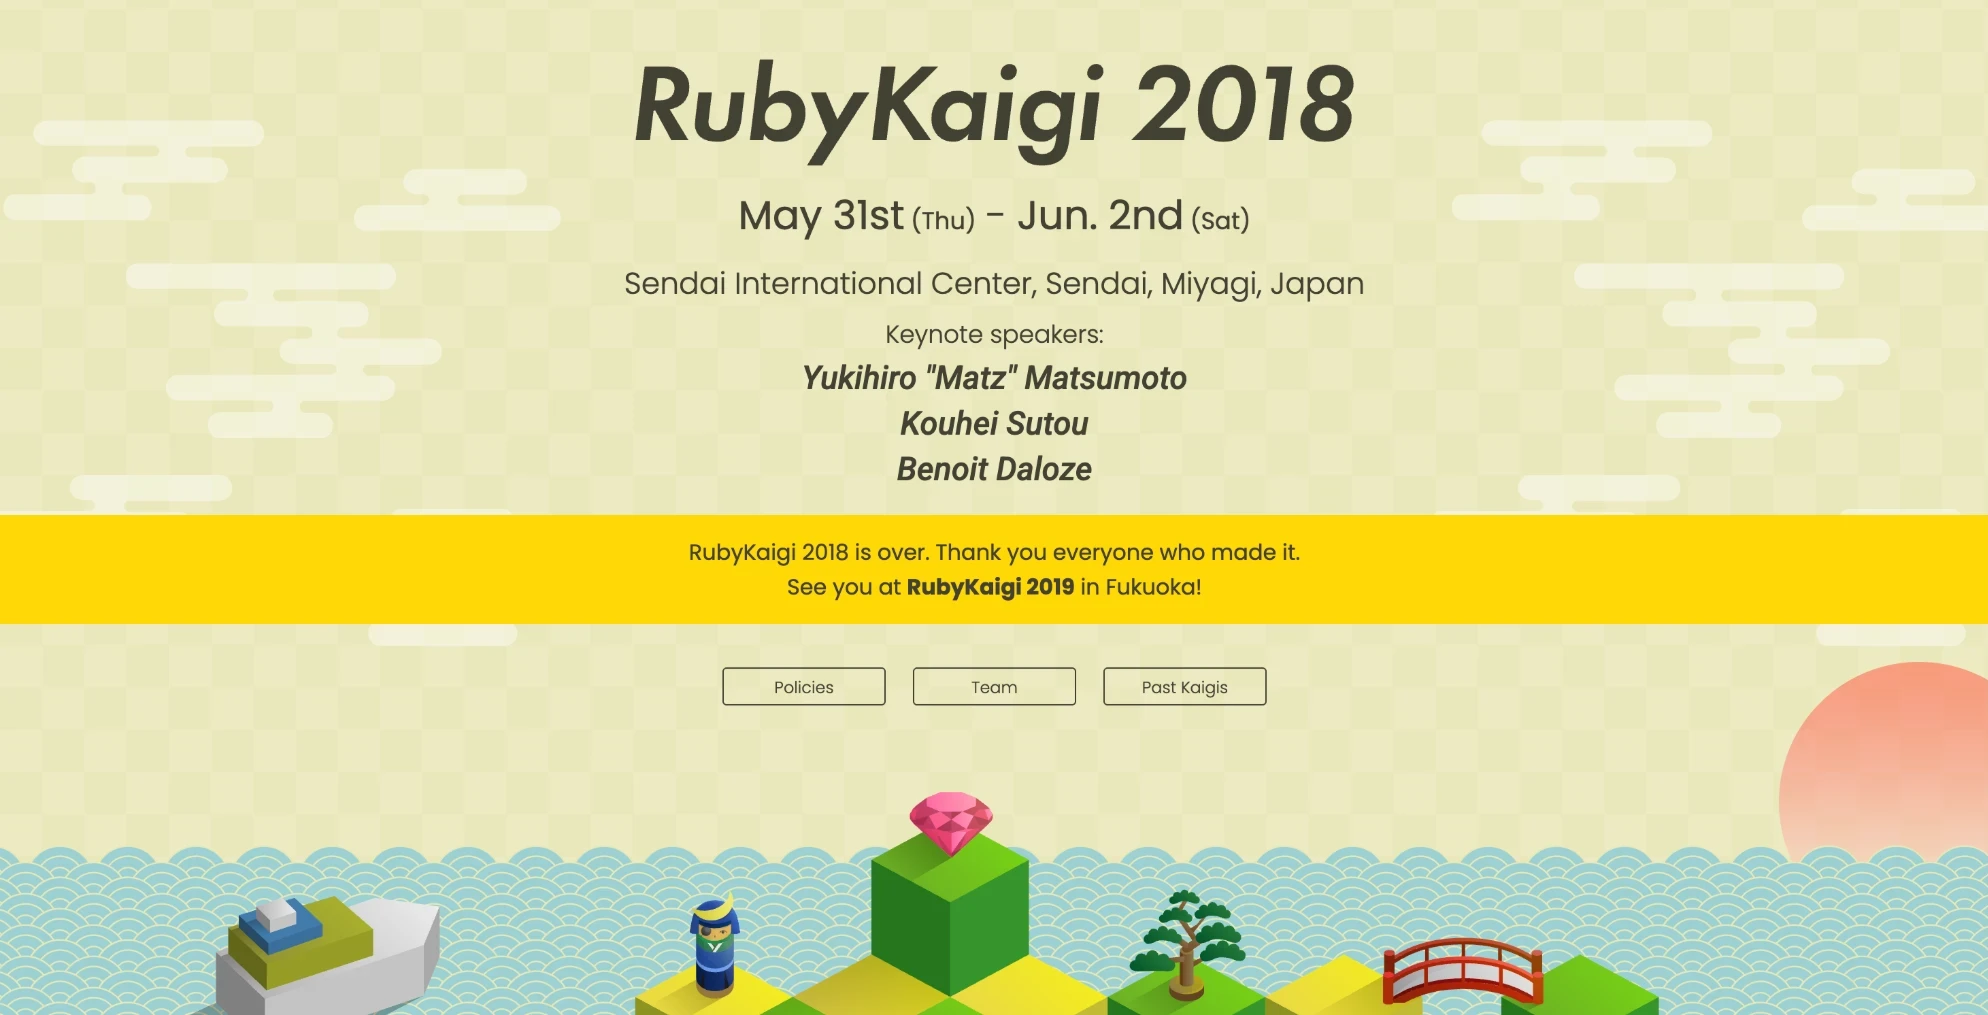 RubyKaigi 2018
May 31st (Thu) - Jun. 2nd (Sat)
Sendai International Center, Sendai, Miyagi, Japan
Keynote speakers:
Yukihiro "Matz" Matsumoto
Kouhei Sutou
Benoit Daloze
RubyKaigi 2018 is over. Thank you everyone who made it.
See you at RubyKaigi 2019 in Fukuoka!
Policies
Team
Past Kaigis